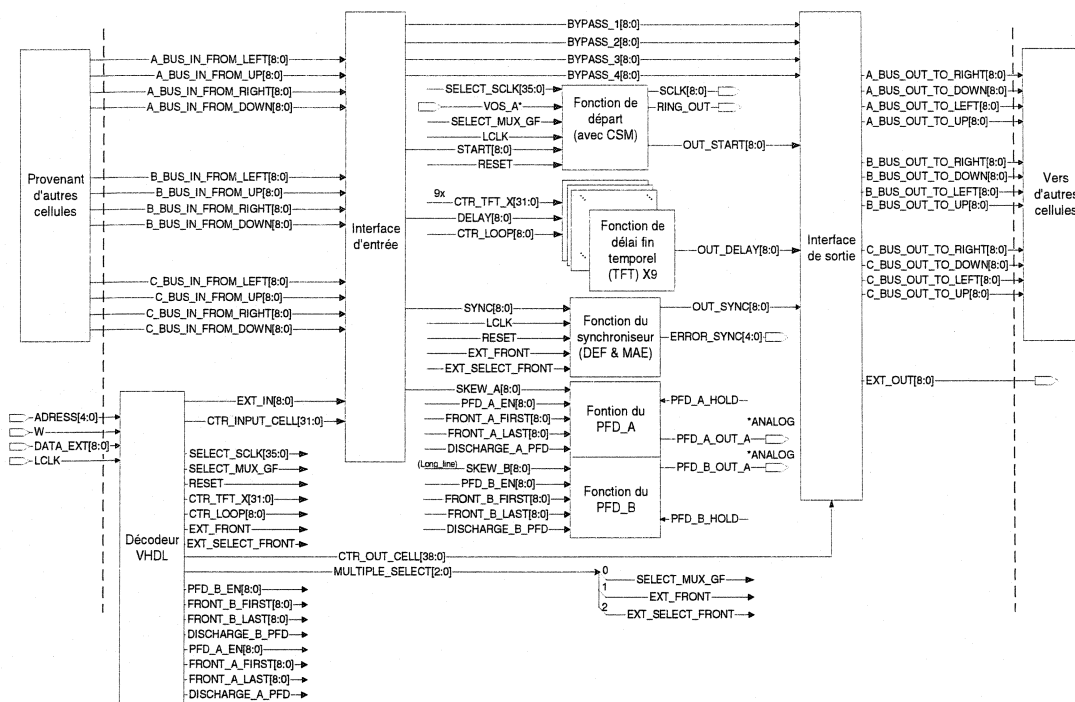 BYPASS_1[8:0]
BYPASS_2[8:0]
BYPASS_3[8:0]
BYPASS_4[8:0]
Provenant
d'autres
cellules
A_BUS_IN_FROM_LEFT[8:0]
A_BUS_IN_FROM_UP[8:0]
A_BUS_IN_FROM_RIGHT[8:0]
A_BUS_IN_FROM_DOWN[8:0]
B_BUS_IN_FROM_LEFT[8:0]
B_BUS_IN_FROM_UP[8:0]
B_BUS_IN_FROM_RIGHT[8:0]
B_BUS_IN_FROM_DOWN[8:0]
C_BUS_IN_FROM_LEFT[8:0]
C_BUS_IN_FROM_UP[8:0]
C_BUS_IN_FROM_RIGHT[8:0]
C_BUS_IN_FROM_DOWN[8:0]
Interface
d'entrée
SELECT_SCLK[35:0]
VOS_A*
SELECT_MUX_GF
LCLK
START[8:0]
RESET
Fonction de
départ
(avec CSM)
SCLK[8:0]
RING_OUT
OUT_START[8:0]
9x
CTR_TFT_X[31:0]
DELAY[8:0]
CTR_LOOP[8:0]
Fonction de
délai fin
temporel
(TFT) X9
OUT_DELAY[8:0]
SYNC[8:0]
LCLK
RESET
EXT_FRONT
EXT_SELECT_FRONT
Fonction du
synchroniseur
(DEF & MAE)
OUT_SYNC[8:0]
ERROR_SYNC[4:0]
SKEW_A[8:0]
PFD_A_EN[8:0]
FRONT_A_FIRST[8:0]
FRONT_A_LAST[8:0]
DISCHARGE_A_PFD
Fontion du
PFD_A
PFD_A_HOLD
*ANALOG
PFD_A_OUT_A
*ANALOG
PFD_B_OUT_A
(Long_line)
SKEW_B[8:0]
PFD_B_EN[8:0]
FRONT_B_FIRST[8:0]
FRONT_B_LAST[8:0]
DISCHARGE_B_PFD
Fonction du
PFD_B
PFD_B_HOLD
Interface
de sortie
A_BUS_OUT_TO_RIGHT[8:0]
A_BUS_OUT_TO_DOWN[8:0]
A_BUS_OUT_TO_LEFT[8:0]
A_BUS_OUT_TO_UP[8:0]
B_BUS_OUT_TO_RIGHT[8:0]
B_BUS_OUT_TO_DOWN[8:0]
B_BUS_OUT_TO_LEFT[8:0]
B_BUS_OUT_TO_UP[8:0]
C_BUS_OUT_TO_RIGHT[8:0]
C_BUS_OUT_TO_DOWN[8:0]
C_BUS_OUT_TO_LEFT[8:0]
C_BUS_OUT_TO_UP[8:0]
Vers
d'autres
cellules
EXT_OUT[8:0]
ADRESS[4:0]
W
DATA_EXT[8:0]
LCLK
Décodeur
VHDL
EXT_IN[8:0]
CTR_INPUT_CELL[31:0]
SELECT_SCLK[35:0]
SELECT_MUX_GF
RESET
CTR_TFT_X[31:0]
CTR_LOOP[8:0]
EXT_FRONT
EXT_SELECT_FRONT
CTR_OUT_CELL[38:0]
MULTIPLE_SELECT[2:0]
0
SELECT_MUX_GF
1
EXT_FRONT
2
EXT_SELECT_FRONT
PFD_B_EN[8:0]
FRONT_B_FIRST[8:0]
FRONT_B_LAST[8:0]
DISCHARGE_B_PFD
PFD_A_EN[8:0]
FRONT_A_FIRST[8:0]
FRONT_A_LAST[8:0]
DISCHARGE_A_PFD